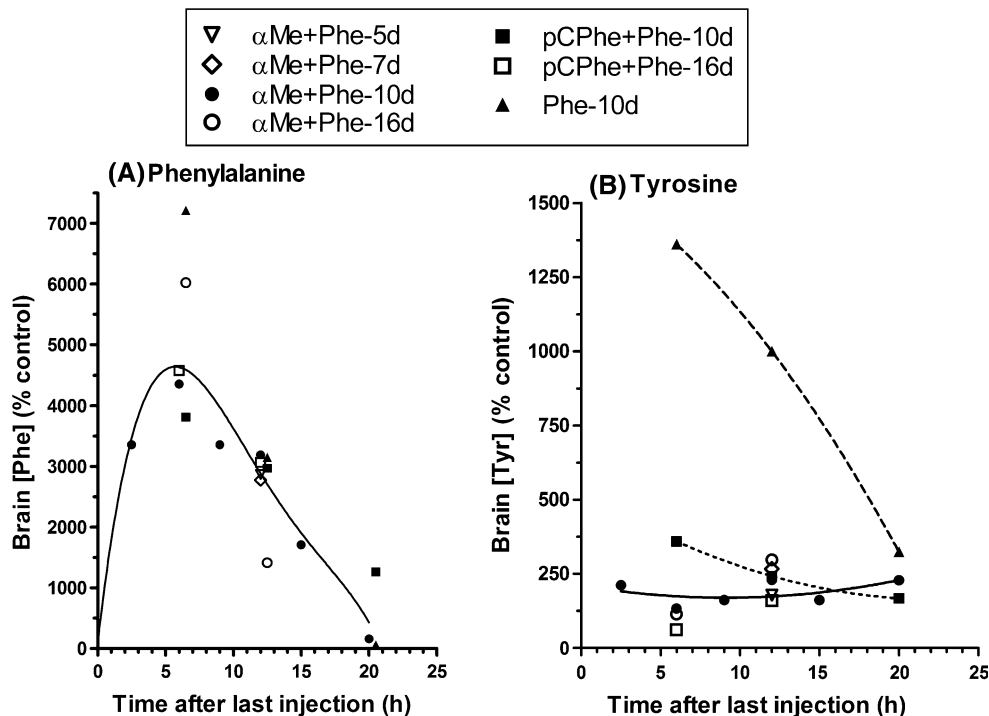 αMe+Phe-5d
αMe+Phe-7d
αMe+Phe-10d
αMe+Phe-16d
pCPhe+Phe-10d
pCPhe+Phe-16d
Phe-10d
(A) Phenylalanine
Brain [Phe] (% control)
7000
6000
5000
4000
3000
2000
1000
0
0 5 10 15 20 25
Time after last injection (h)
(B) Tyrosine
Brain [Tyr] (% control)
1500
1250
1000
750
500
250
0
0 5 10 15 20 25
Time after last injection (h)